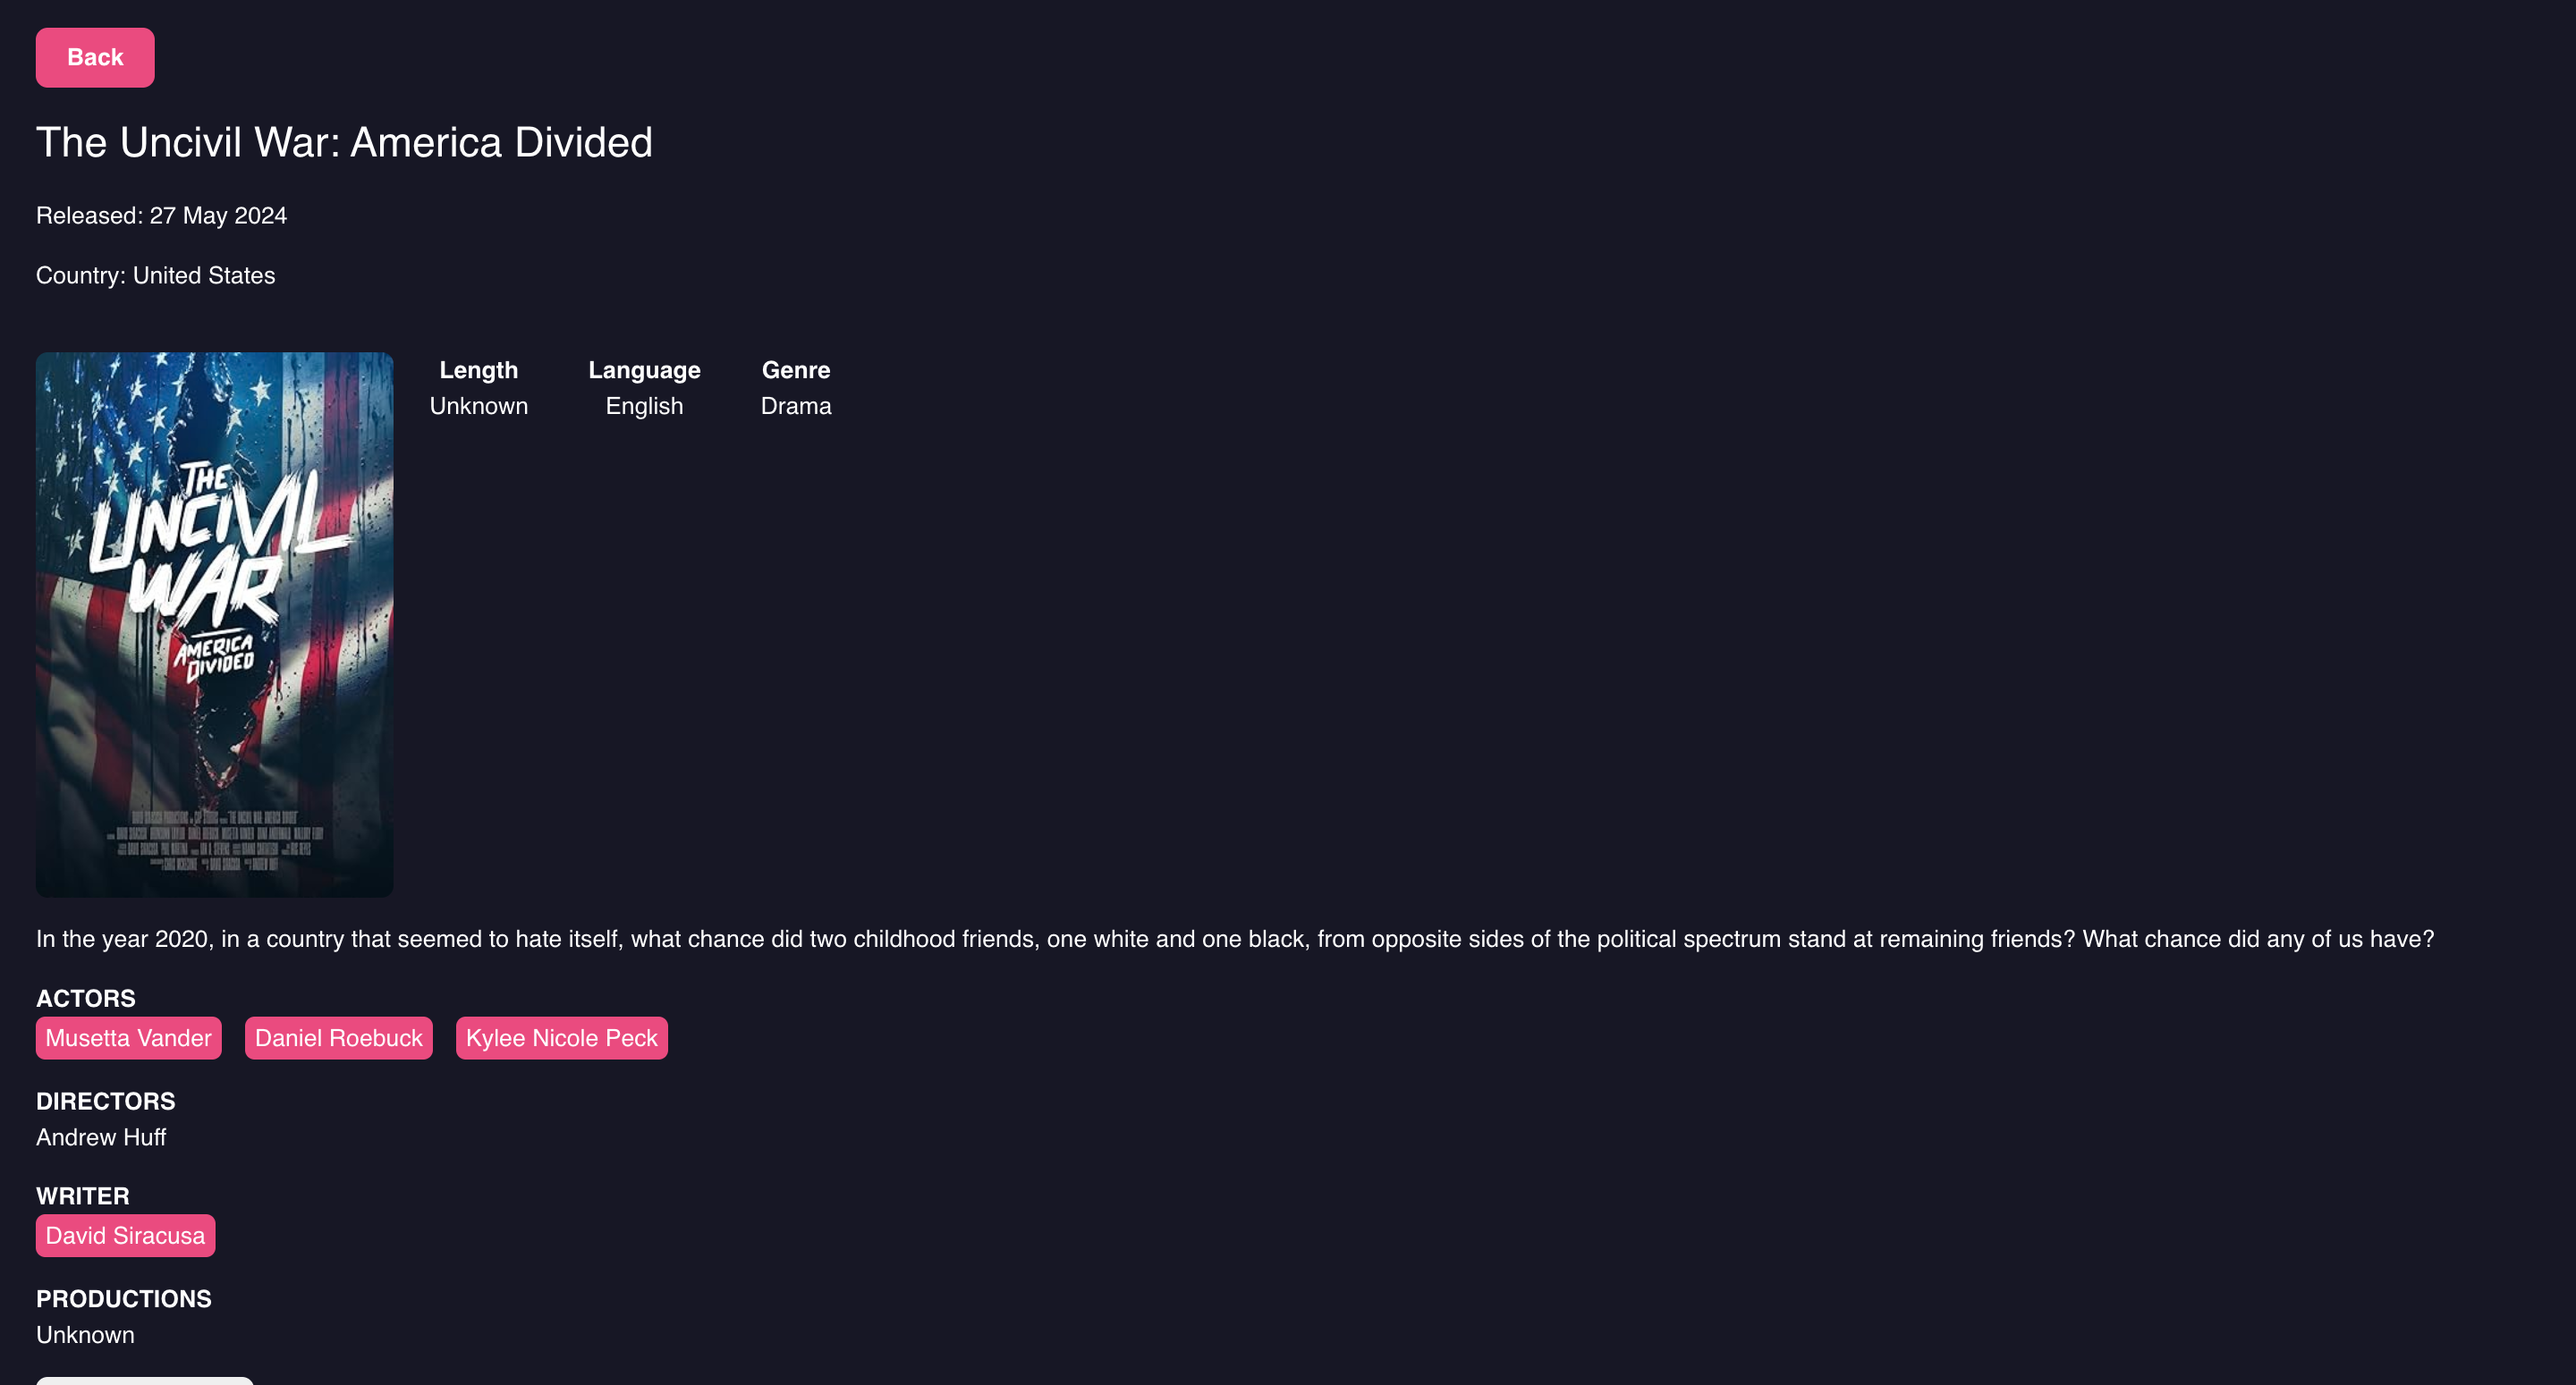 Back
The Uncivil War: America Divided
Released: 27 May 2024
Country: United States
Length Language Genre
Unknown English Drama
THE
UNCIVIL
WAR
AMERICA
DIVIDED
In the year 2020, in a country that seemed to hate itself, what chance did two childhood friends, one white and one black, from opposite sides of the political spectrum stand at remaining friends? What chance did any of us have?
ACTORS
Musetta Vander Daniel Roebuck Kylee Nicole Peck
DIRECTORS
Andrew Huff
WRITER
David Siracusa
PRODUCTIONS
Unknown